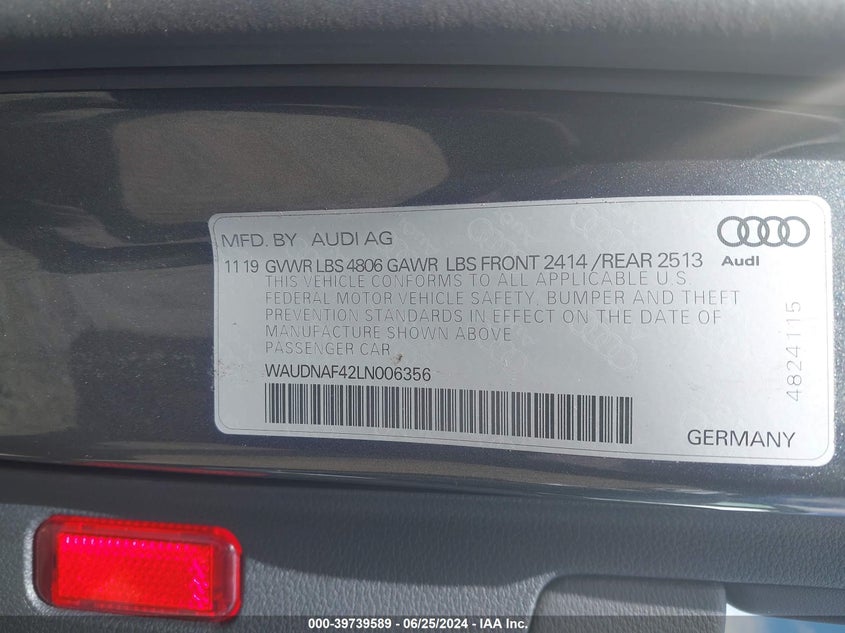 MFD. BY AUDI AG
1119 GVWR LBS 4806 GAWR LBS FRONT 2414 /REAR 2513
Audi
THIS VEHICLE CONFORMS TO ALL APPLICABLE U.S.
FEDERAL MOTOR VEHICLE SAFETY, BUMPER AND THEFT
PREVENTION STANDARDS IN EFFECT ON THE DATE OF
MANUFACTURE SHOWN ABOVE.
PASSENGER CAR
WAUDNAF42LN006356
4824115
GERMANY
000-39739589 - 06/25/2024 - IAA Inc.